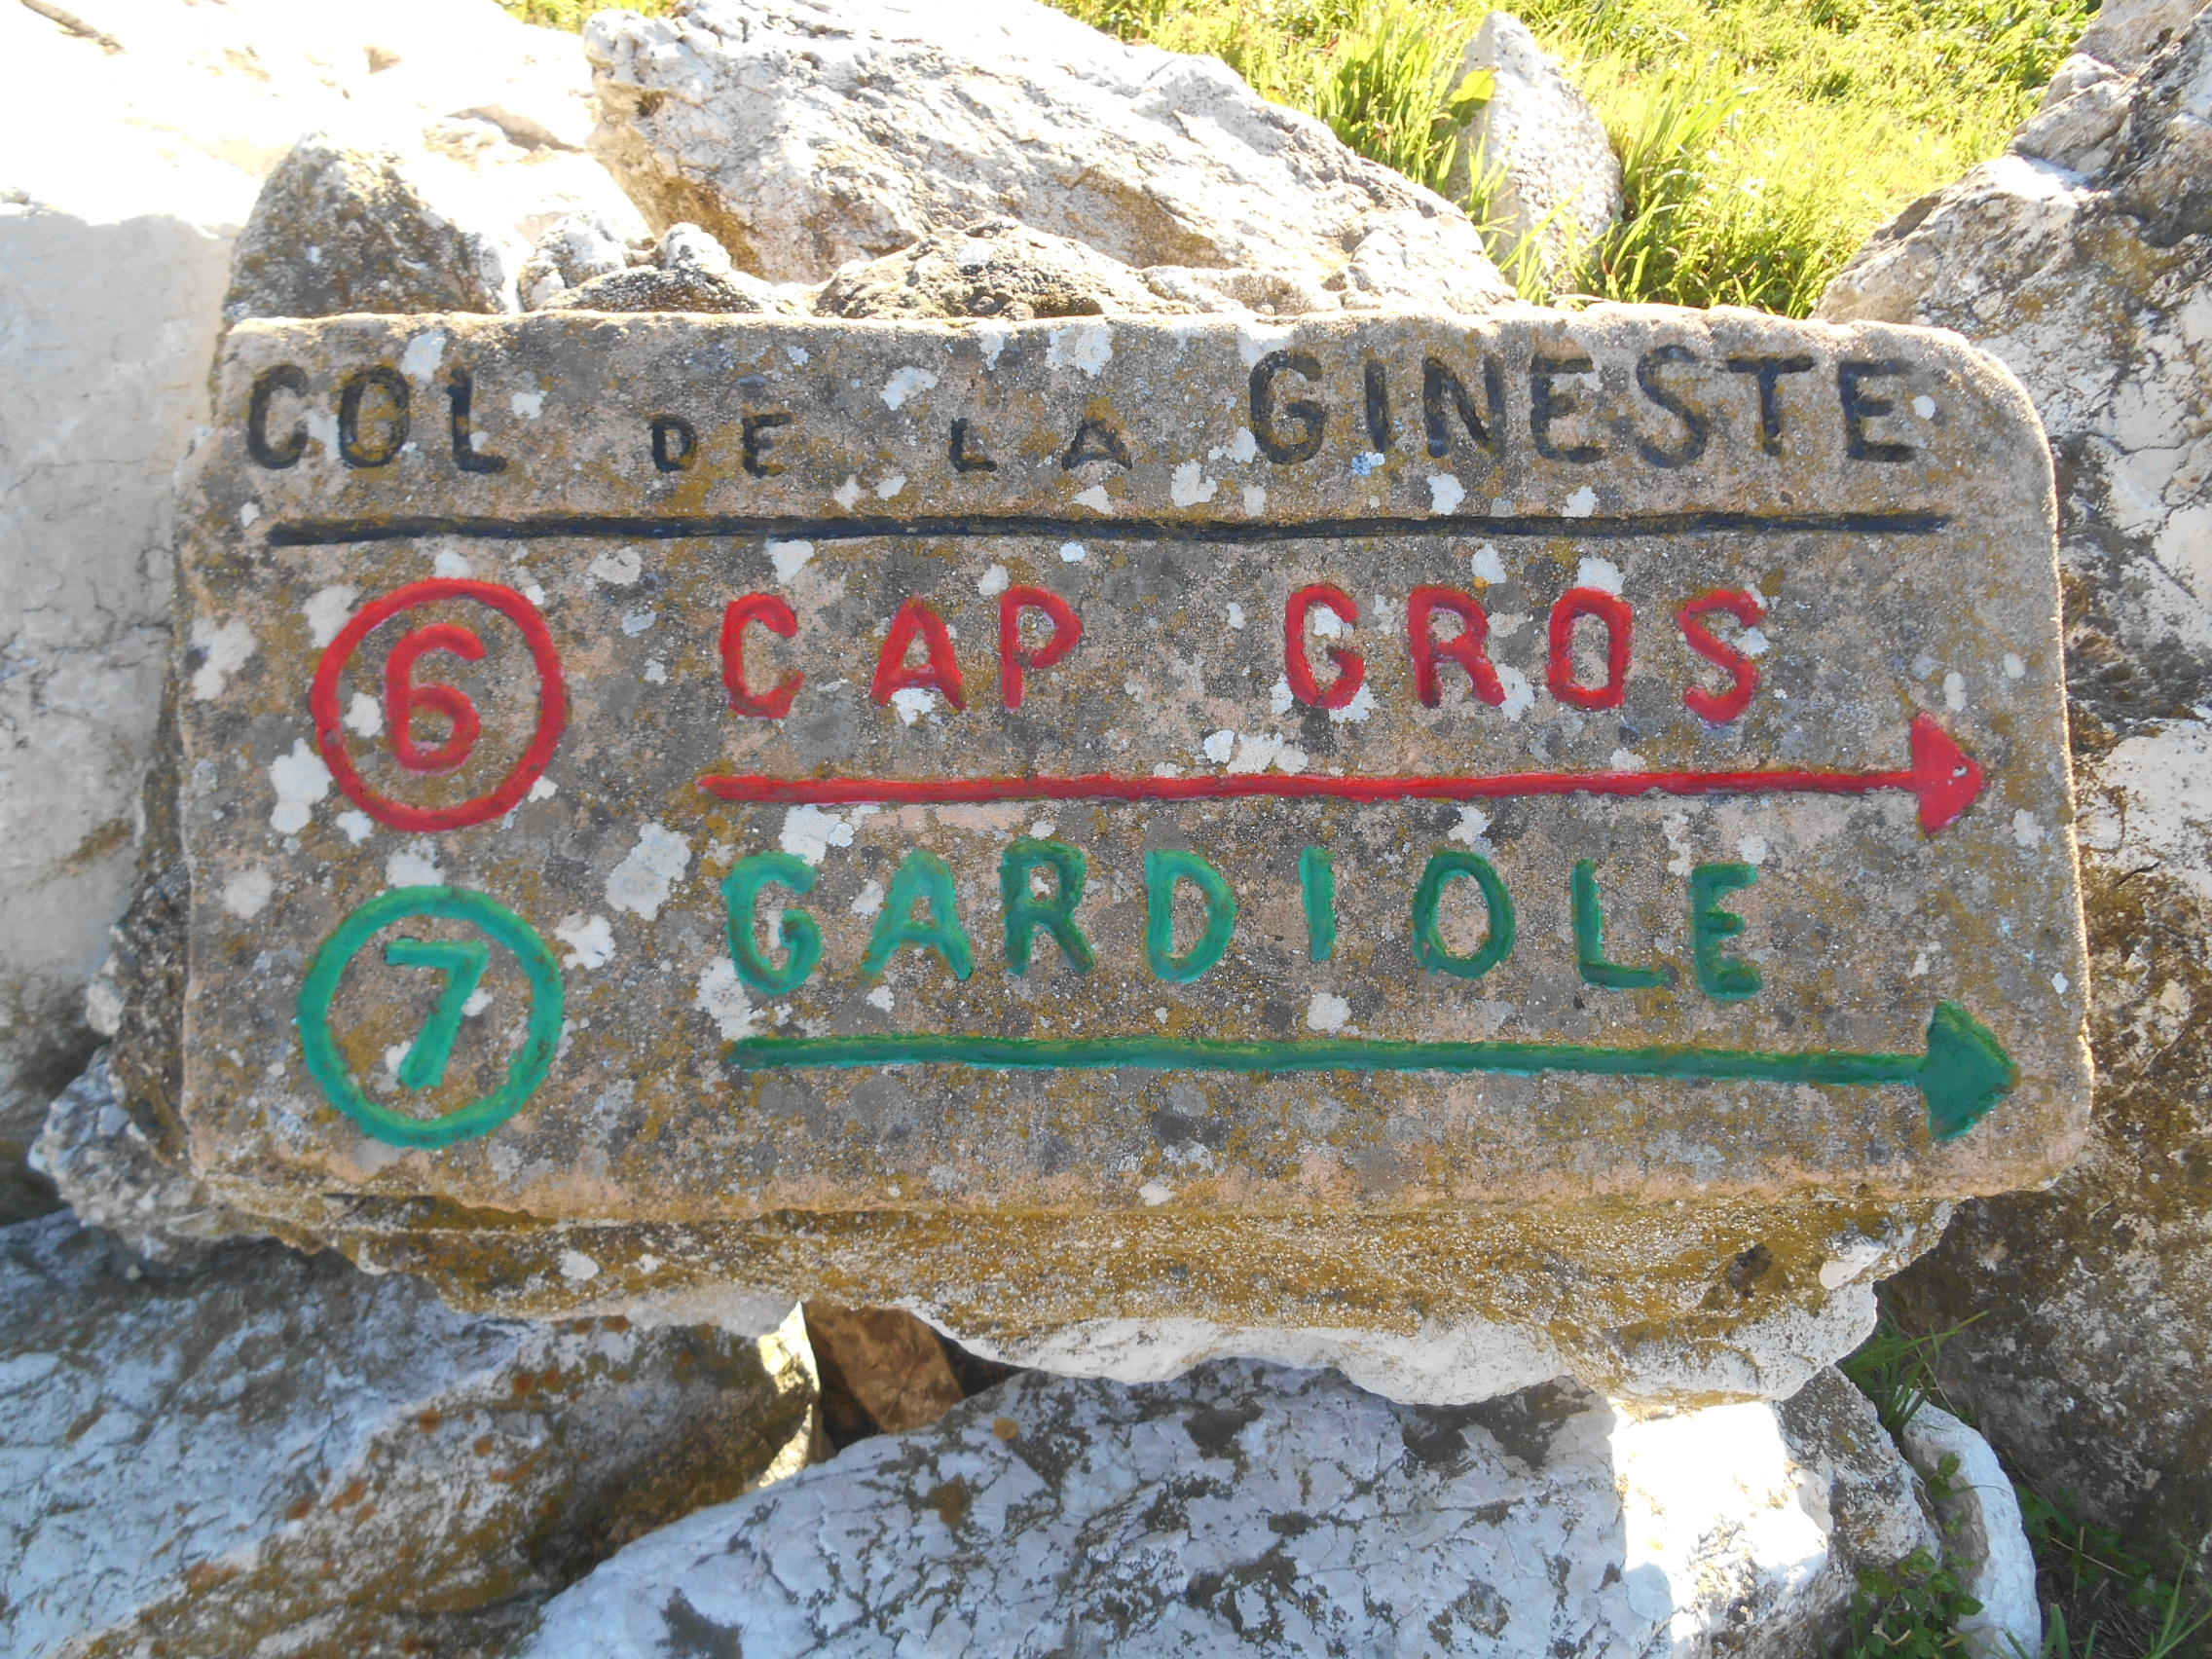 COL DE LA GINESTE
6 CAP GROS
7 GARDIOLE